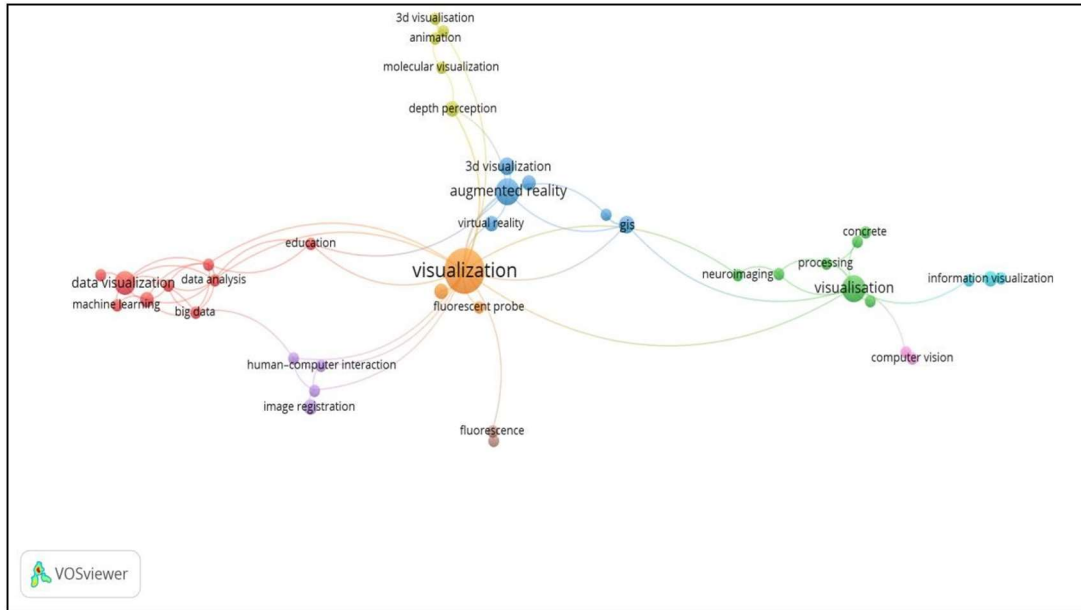 3d visualisation
animation
molecular visualization
depth perception
3d visualization
augmented reality
virtual reality
gis
concrete
education
visualization
processing
neuroimaging
information visualization
data visualization
data analysis
visualisation
machine learning
big data
fluorescent probe
computer vision
human–computer interaction
image registration
fluorescence
VOSviewer